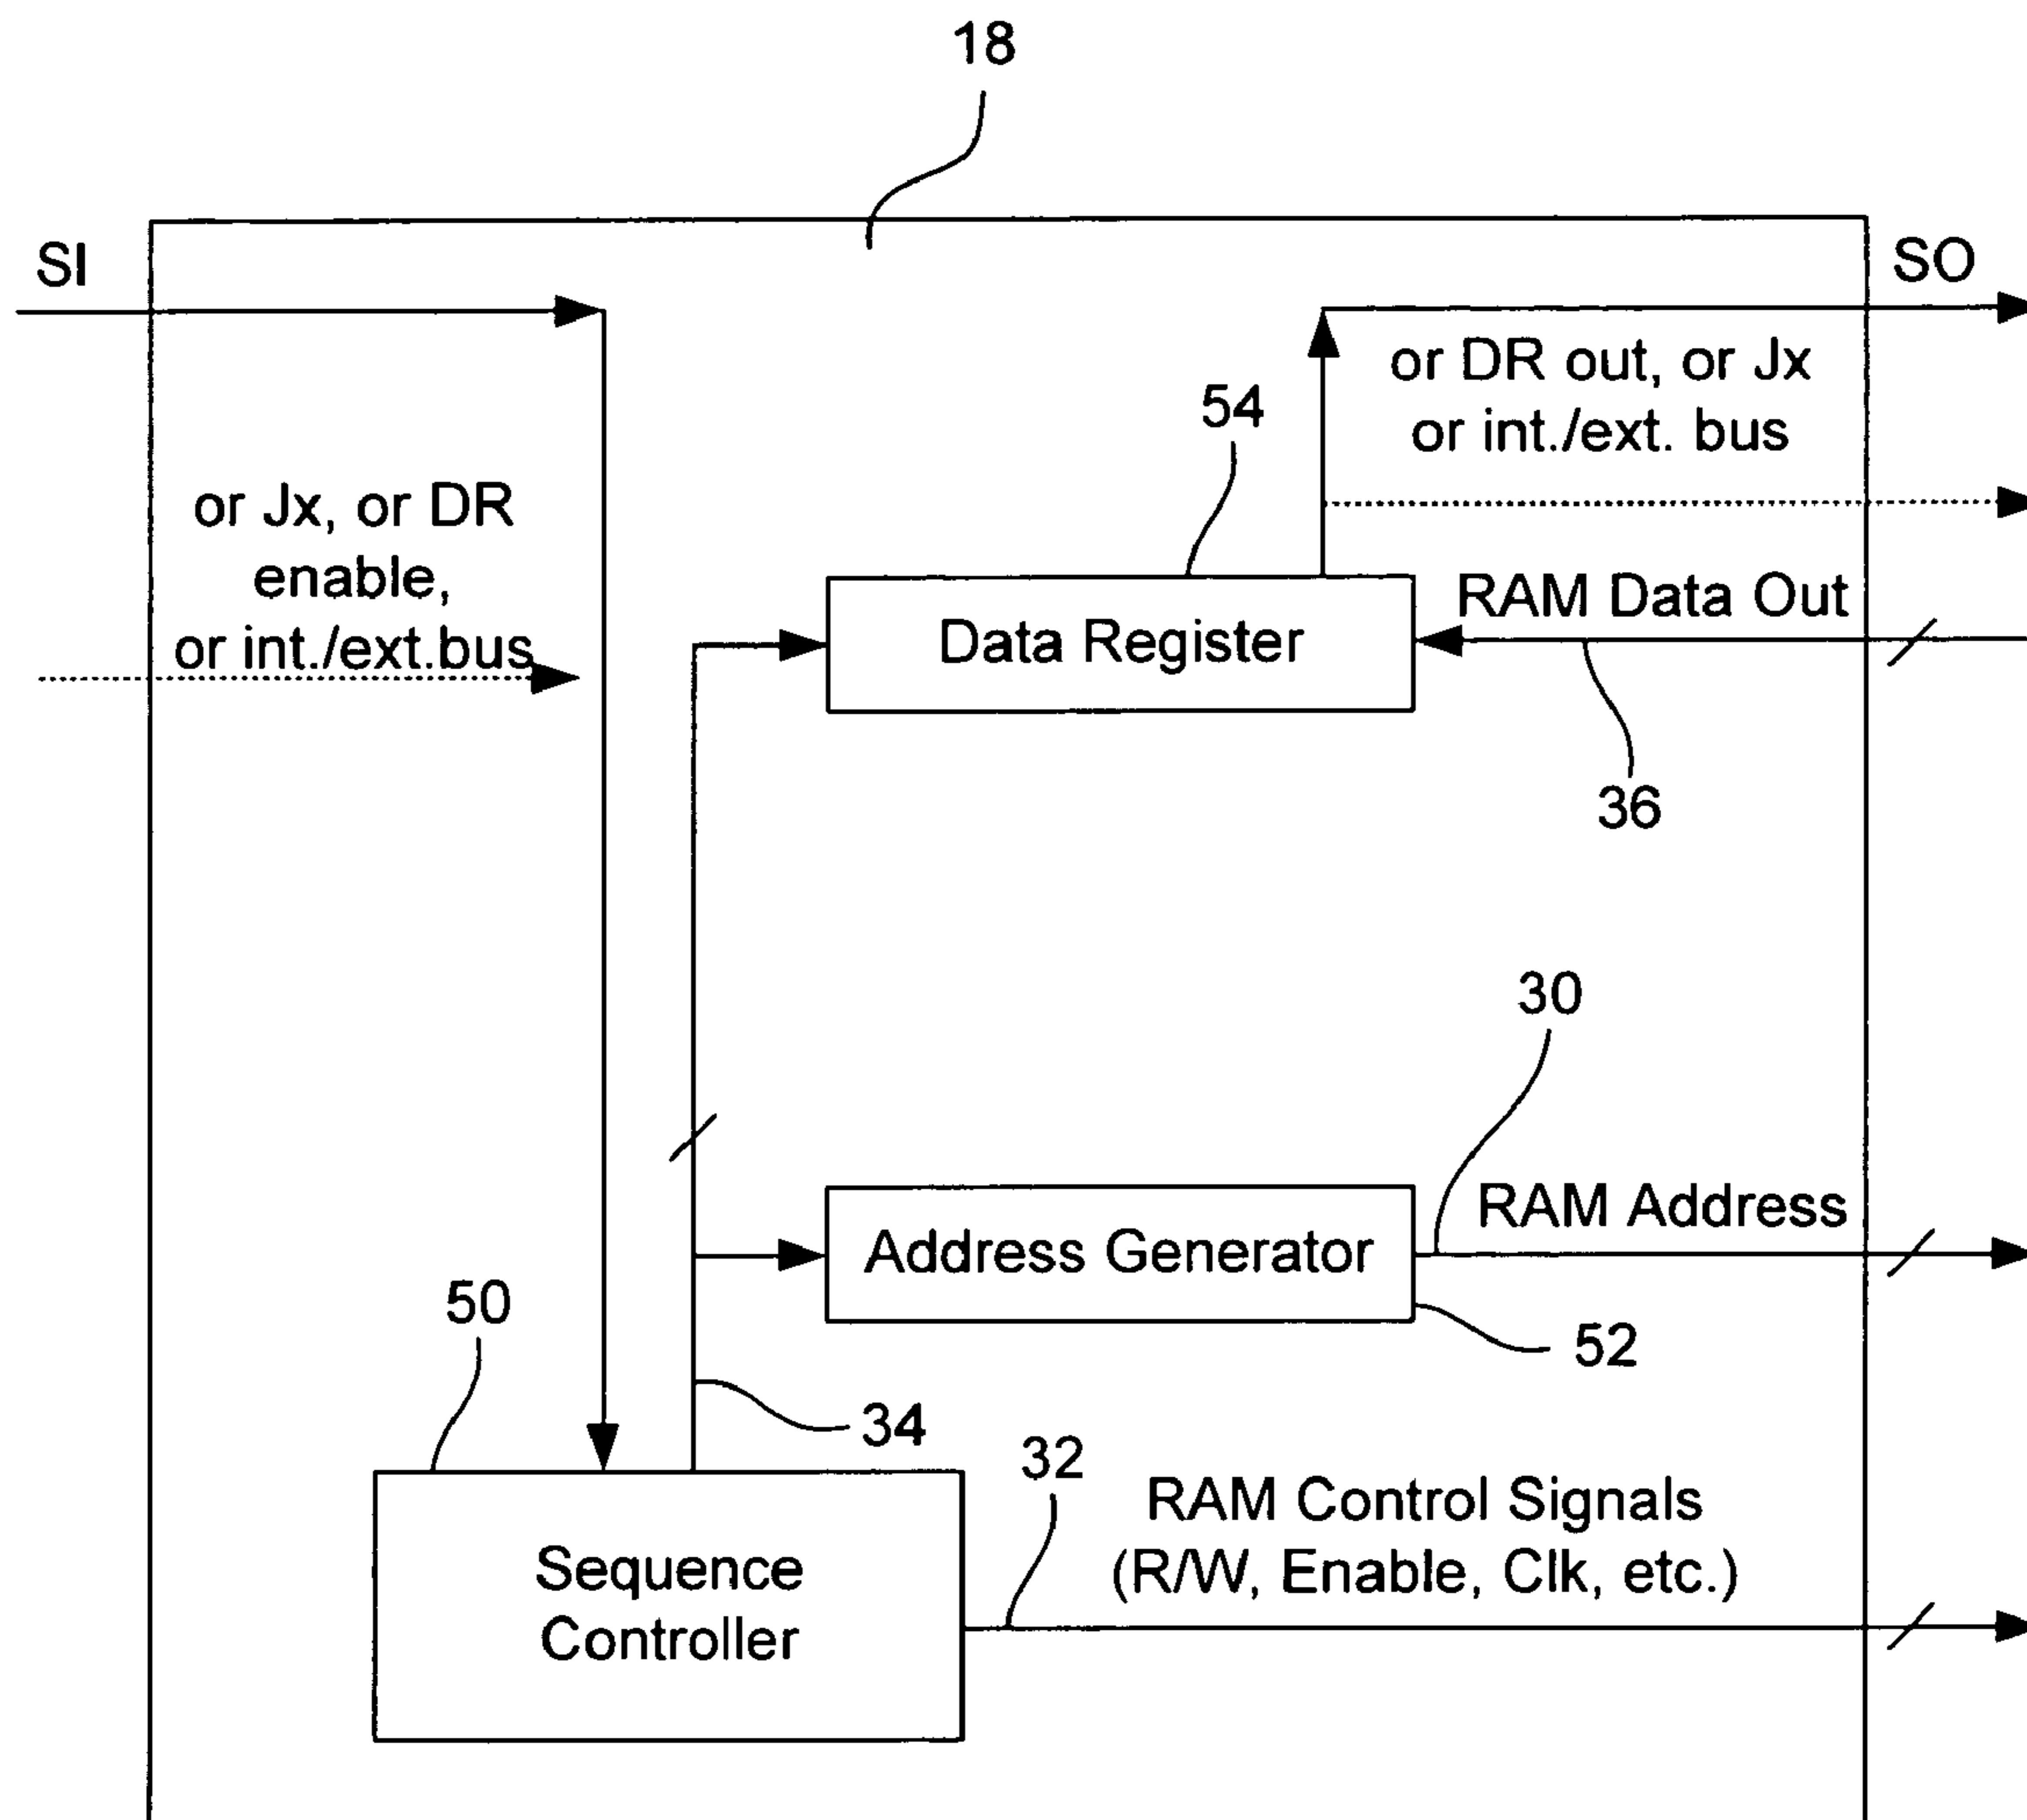 18
SI
SO
or DR out, or Jx
or int./ext. bus
54
or Jx, or DR
enable,
or int./ext.bus
RAM Data Out
Data Register
36
30
RAM Address
Address Generator
50
52
34
32
RAM Control Signals
(R/W, Enable, Clk, etc.)
Sequence
Controller